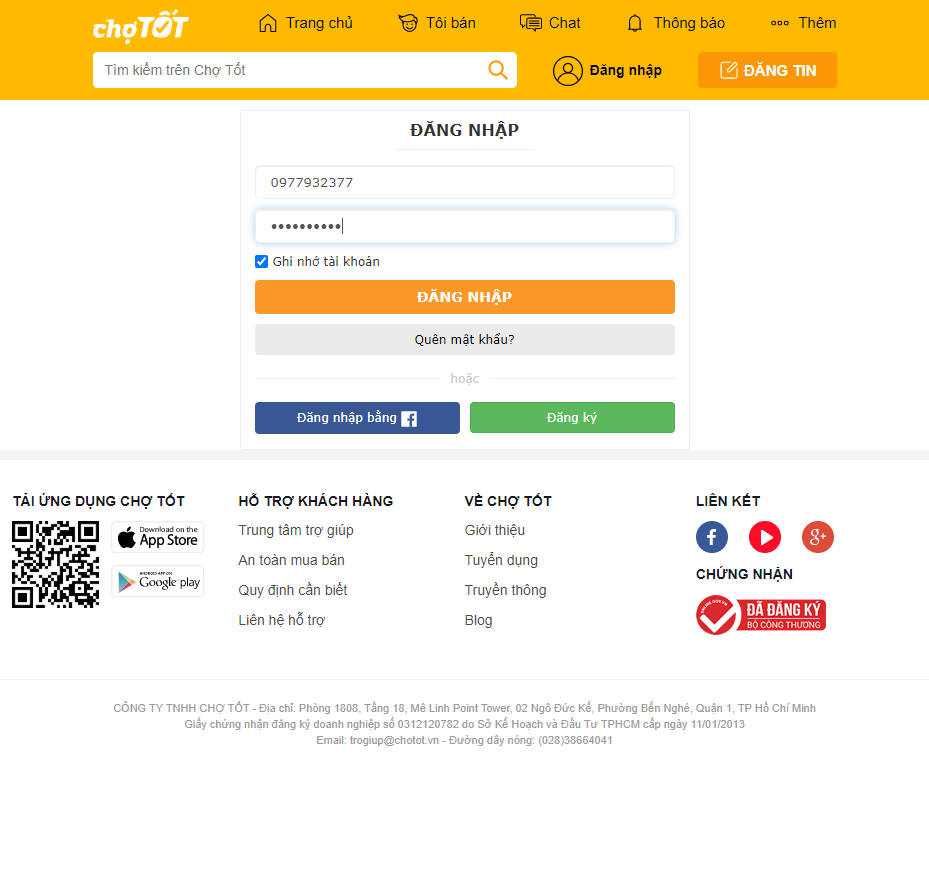 chợTỐT
Trang chủ
Tôi bán
Chat
Thông báo
Thêm
Tìm kiếm trên Chợ Tốt
Đăng nhập
ĐĂNG TIN
ĐĂNG NHẬP
0977932377
••••••••••
Ghi nhớ tài khoản
ĐĂNG NHẬP
Quên mật khẩu?
hoặc
Đăng nhập bằng
Đăng ký
TẢI ỨNG DỤNG CHỢ TỐT
Download on the
App Store
ANDROID APP ON
Google play
HỖ TRỢ KHÁCH HÀNG
Trung tâm trợ giúp
An toàn mua bán
Quy định cần biết
Liên hệ hỗ trợ
VỀ CHỢ TỐT
Giới thiệu
Tuyển dụng
Truyền thông
Blog
LIÊN KẾT
f
g+
CHỨNG NHẬN
ONLINE.GOV.VN
ĐÃ ĐĂNG KÝ
BỘ CÔNG THƯƠNG
CÔNG TY TNHH CHỢ TỐT - Địa chỉ: Phòng 1808, Tầng 18, Mê Linh Point Tower, 02 Ngô Đức Kế, Phường Bến Nghé, Quận 1, TP Hồ Chí Minh
Giấy chứng nhận đăng ký doanh nghiệp số 0312120782 do Sở Kế Hoạch và Đầu Tư TPHCM cấp ngày 11/01/2013
Email: trogiup@chotot.vn - Đường dây nóng: (028)38664041